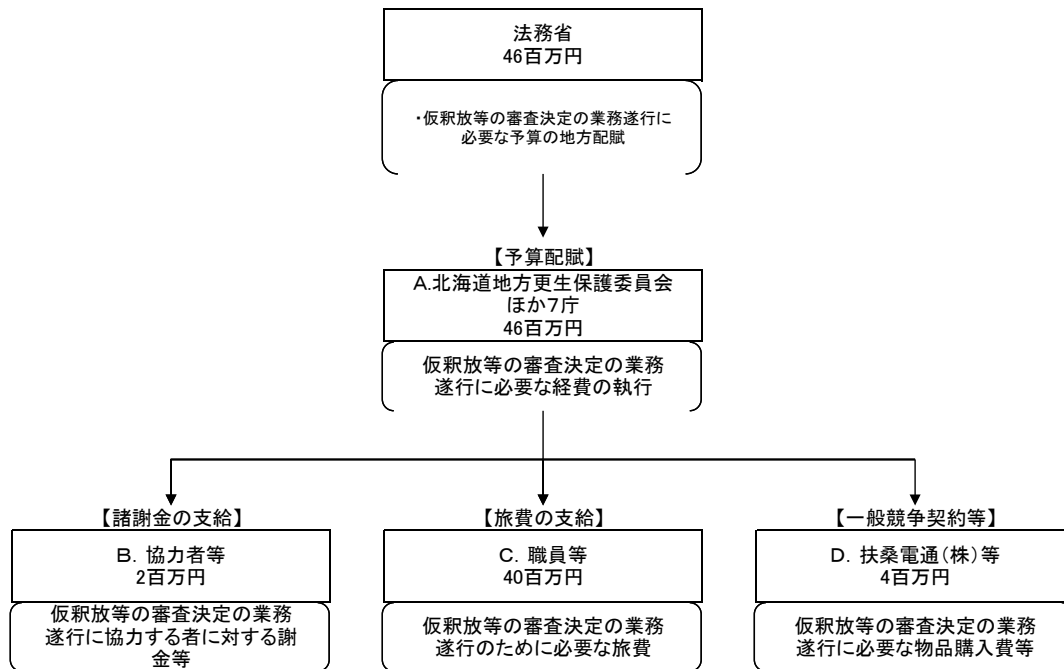 法務省
46百万円
・仮釈放等の審査決定の業務遂行に
必要な予算の地方配賦
【予算配賦】
A.北海道地方更生保護委員会
ほか7庁
46百万円
仮釈放等の審査決定の業務
遂行に必要な経費の執行
【諸謝金の支給】
B. 協力者等
2百万円
仮釈放等の審査決定の業務
遂行に協力する者に対する謝
金等
【旅費の支給】
C. 職員等
40百万円
仮釈放等の審査決定の業務
遂行のために必要な旅費
【一般競争契約等】
D. 扶桑電通(株)等
4百万円
仮釈放等の審査決定の業務
遂行に必要な物品購入費等